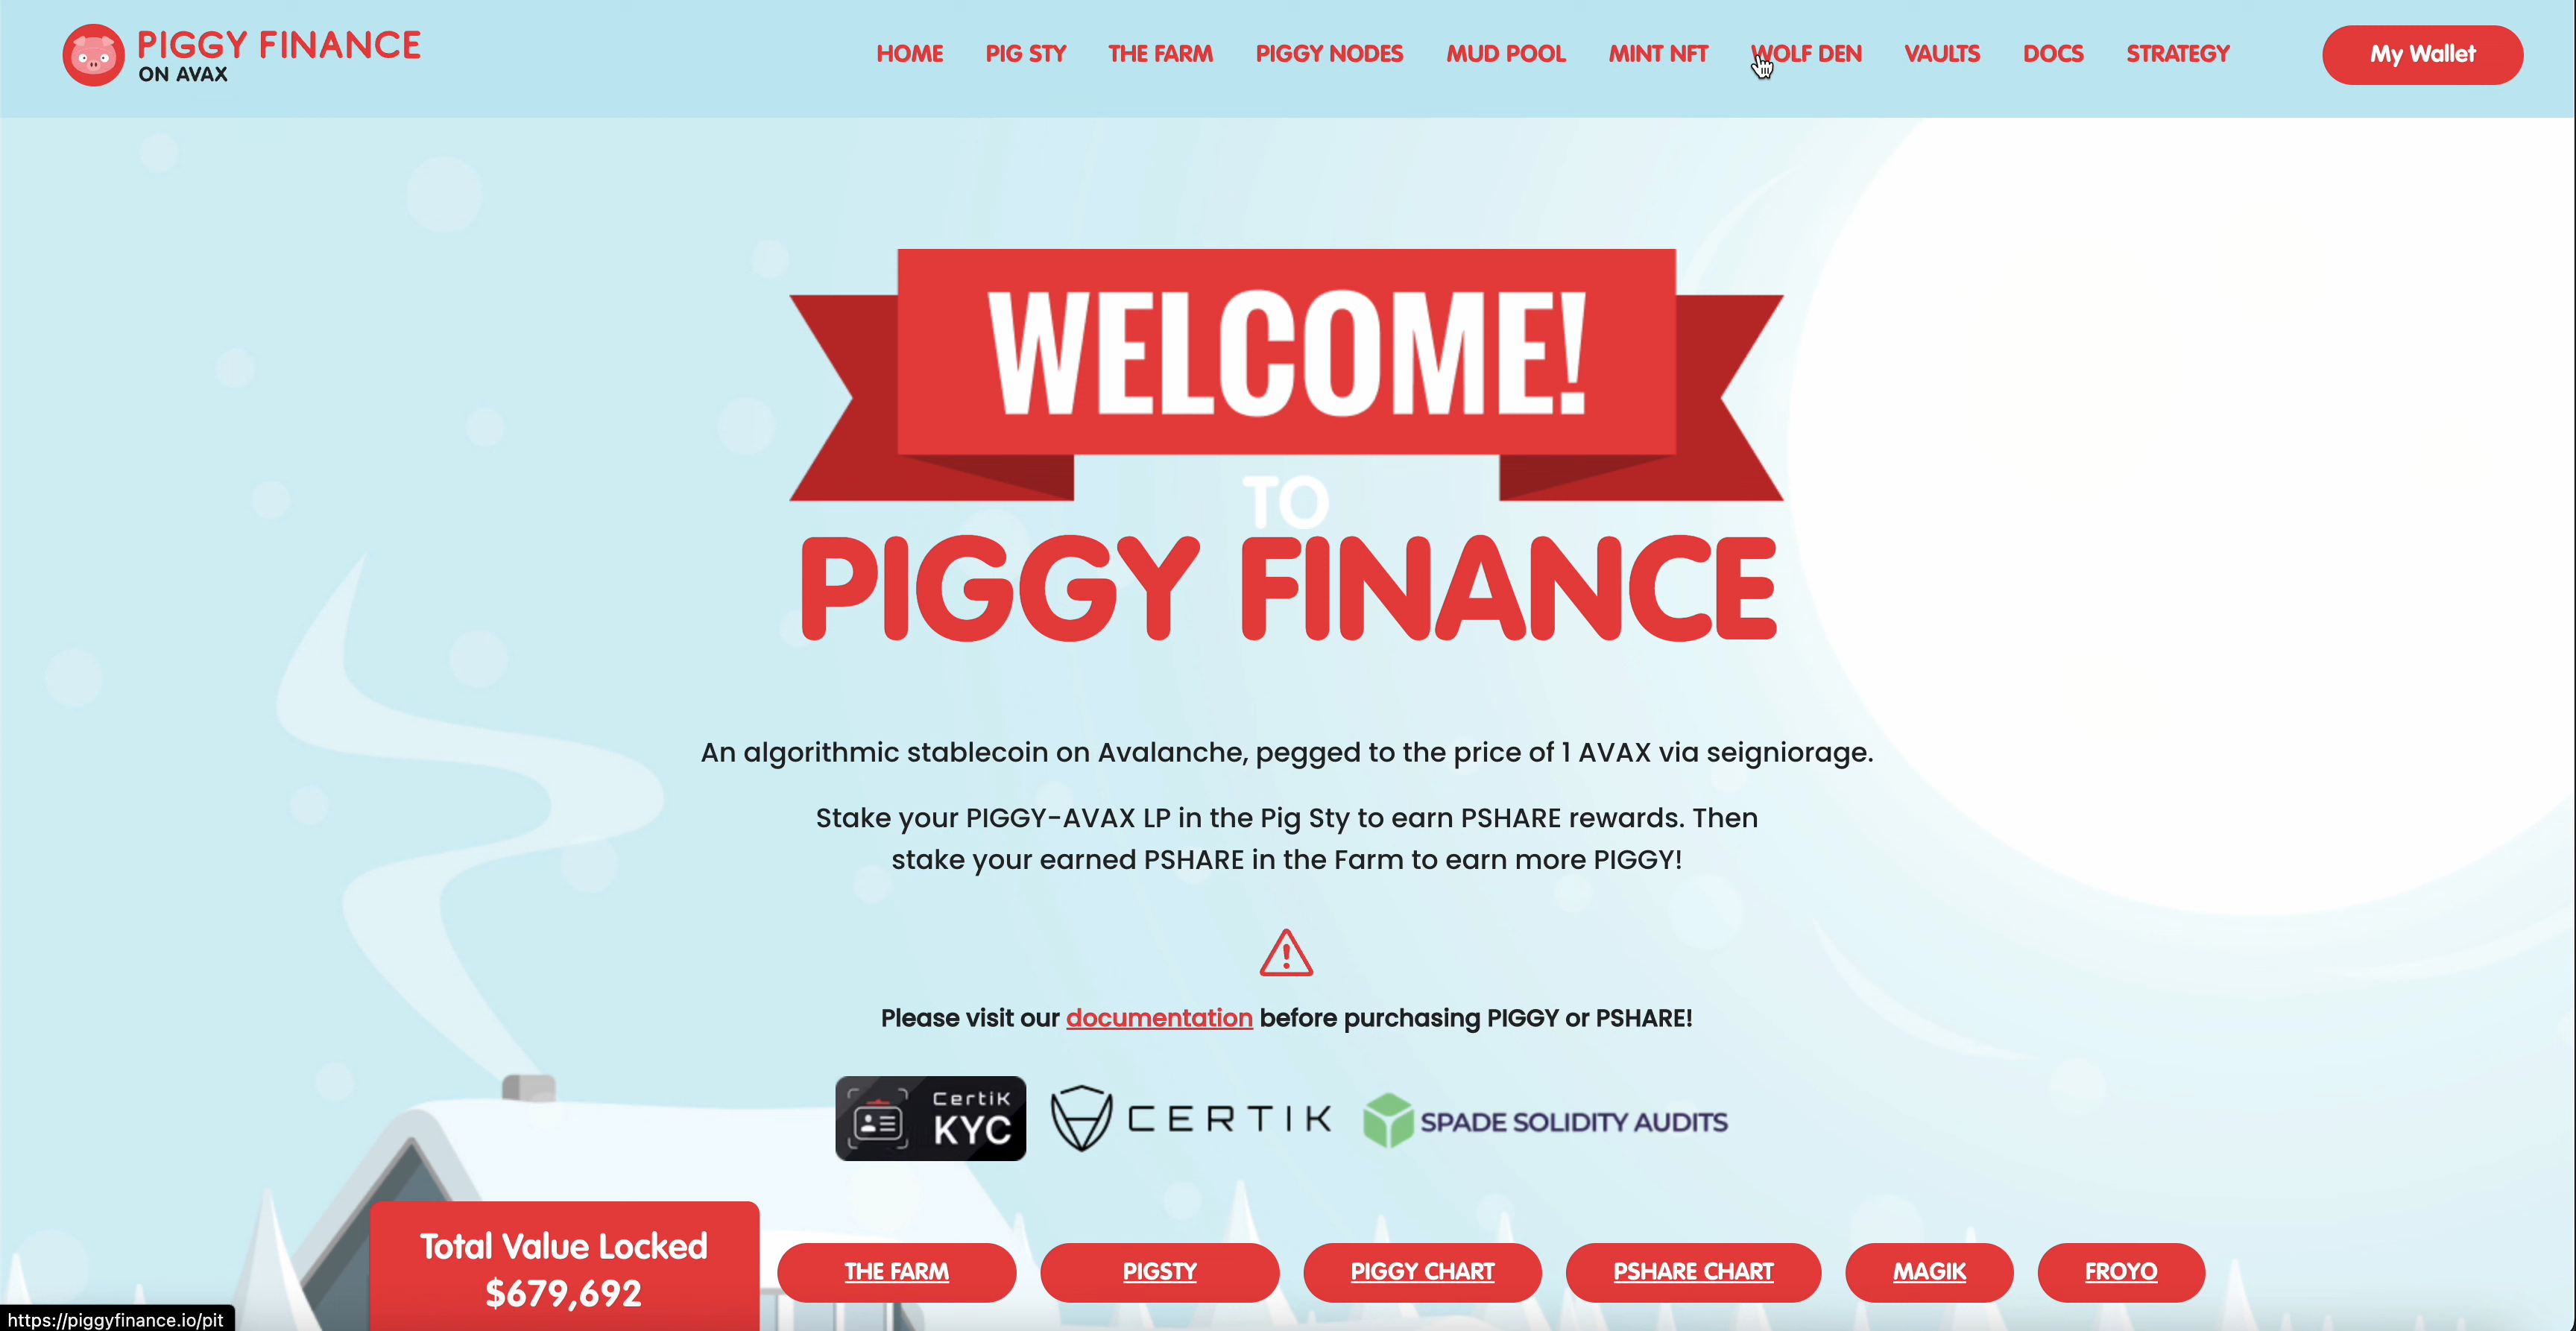 PIGGY FINANCE
ON AVAX
HOME PIG STY THE FARM PIGGY NODES MUD POOL MINT NFT WOLF DEN VAULTS DOCS STRATEGY My Wallet
WELCOME!
TO
PIGGY FINANCE
An algorithmic stablecoin on Avalanche, pegged to the price of 1 AVAX via seigniorage.
Stake your PIGGY-AVAX LP in the Pig Sty to earn PSHARE rewards. Then
stake your earned PSHARE in the Farm to earn more PIGGY!
Please visit our documentation before purchasing PIGGY or PSHARE!
Certik
KYC
CERTIK
SPADE SOLIDITY AUDITS
Total Value Locked
$679,692
THE FARM PIGSTY PIGGY CHART PSHARE CHART MAGIK FROYO
https://piggyfinance.io/pit